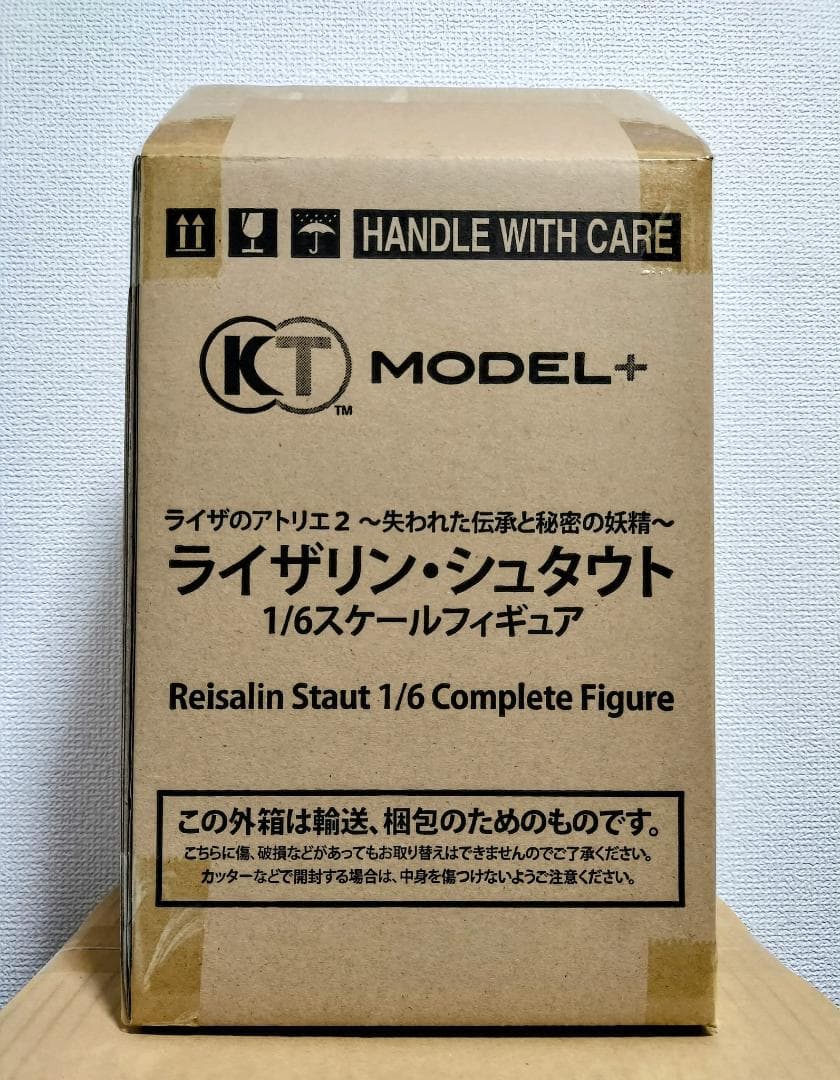 HANDLE WITH CARE
KT MODEL+
TM
ライザのアトリエ2 ～失われた伝承と秘密の妖精～
ライザリン・シュタウト
1/6スケールフィギュア
Reisalin Staut 1/6 Complete Figure
この外箱は輸送、梱包のためのものです。
こちらに傷、破損などがあってもお取り替えはできませんのでご了承ください。
カッターなどで開封する場合は、中身を傷つけないようご注意ください。